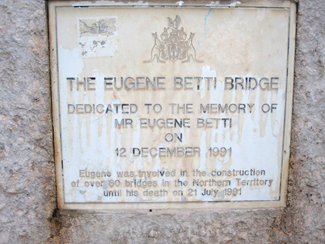 THE EUGENE BETTI BRIDGE
DEDICATED TO THE MEMORY OF
MR EUGENE BETTI
ON
12 DECEMBER 1991
Eugene was involved in the construction
of over 80 bridges in the Northern Territory
until his death on 21 July 1991